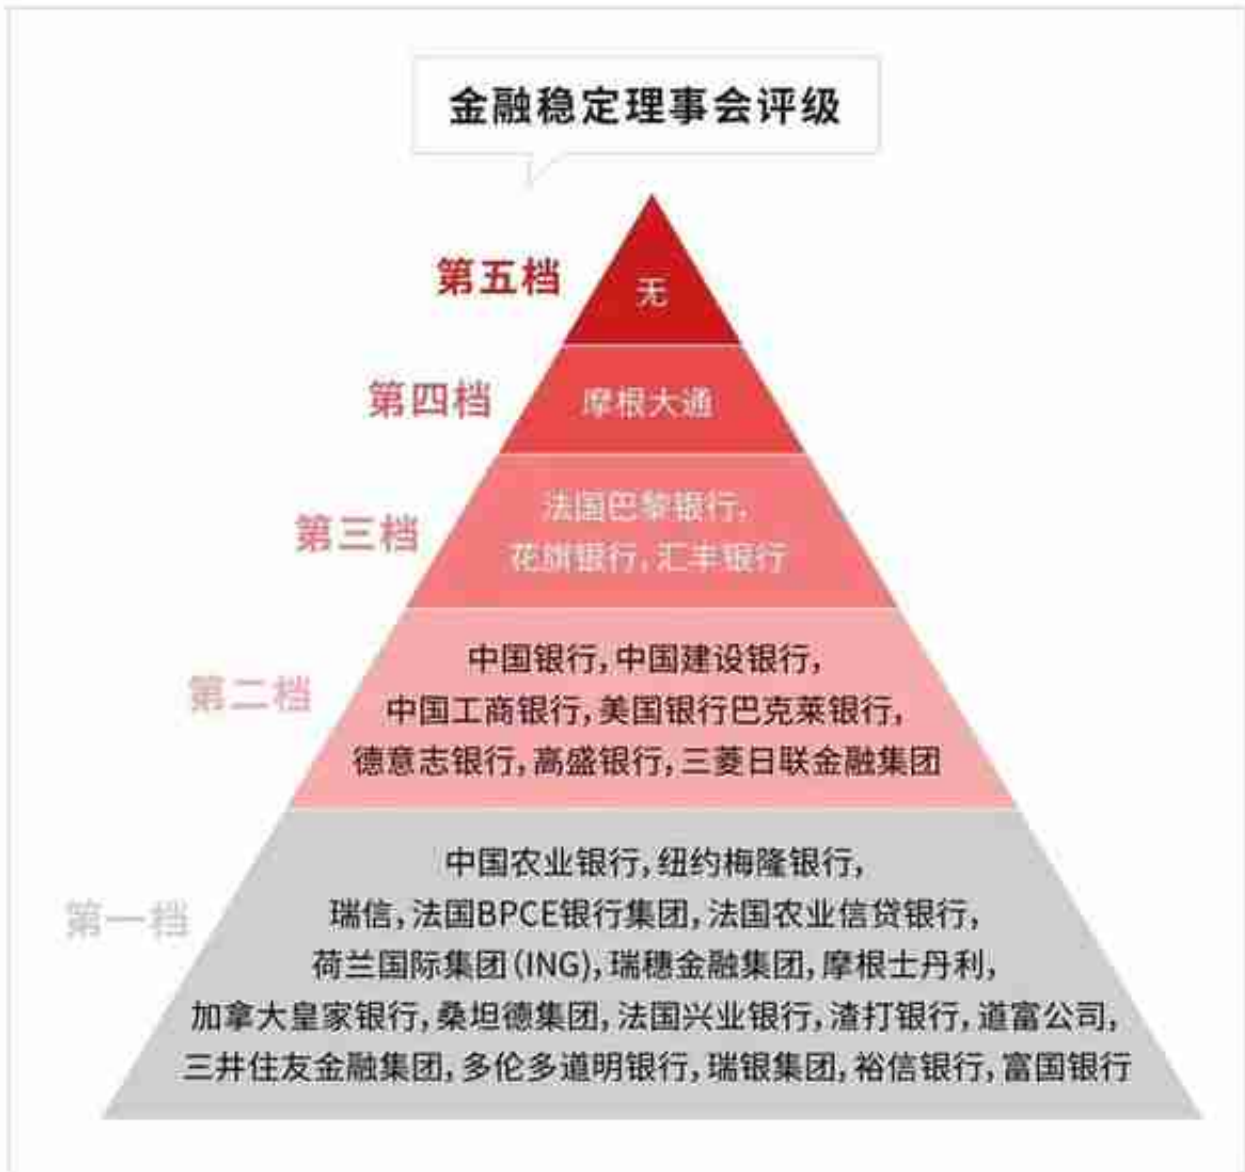 金融稳定理事会评级
第五档
无
第四档
摩根大通
第三档
法国巴黎银行,
花旗银行, 汇丰银行
第二档
中国银行, 中国建设银行,
中国工商银行, 美国银行巴克莱银行,
德意志银行, 高盛银行, 三菱日联金融集团
第一档
中国农业银行, 纽约梅隆银行,
瑞信, 法国BPCE银行集团, 法国农业信贷银行,
荷兰国际集团 (ING), 瑞穗金融集团, 摩根士丹利,
加拿大皇家银行, 桑坦德集团, 法国兴业银行, 渣打银行, 道富公司,
三井住友金融集团, 多伦多道明银行, 瑞银集团, 裕信银行, 富国银行